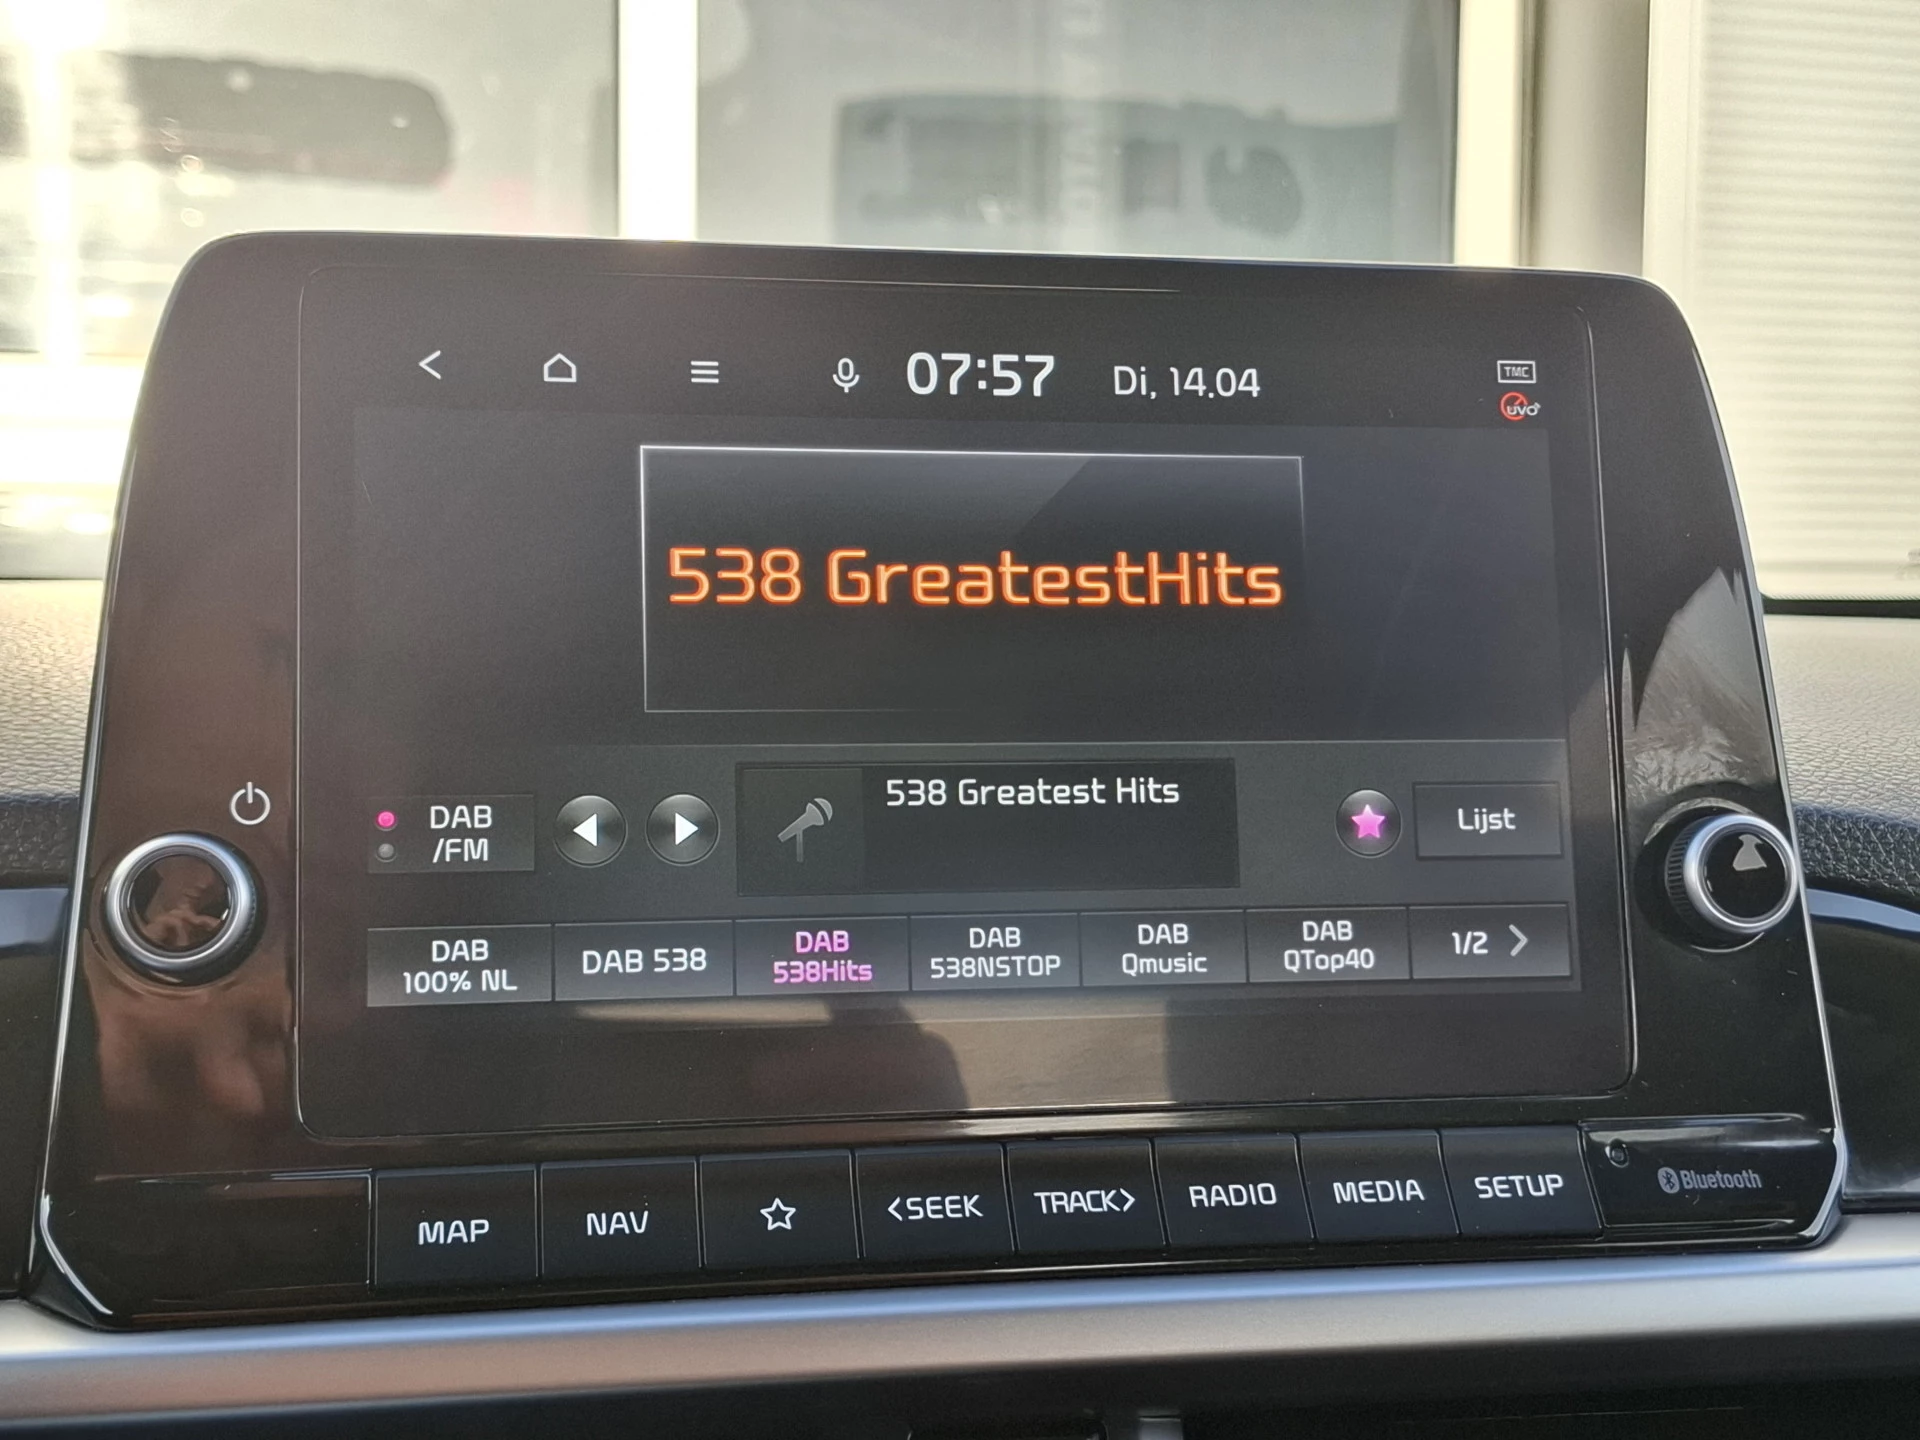 07:57 Di, 14.04
TMC
UVO
538 GreatestHits
DAB
/FM
538 Greatest Hits
Lijst
DAB
100% NL
DAB 538
DAB
538Hits
DAB
538NSTOP
DAB
Qmusic
DAB
QTop40
1/2 >
MAP
NAV
<SEEK
TRACK>
RADIO
MEDIA
SETUP
Bluetooth